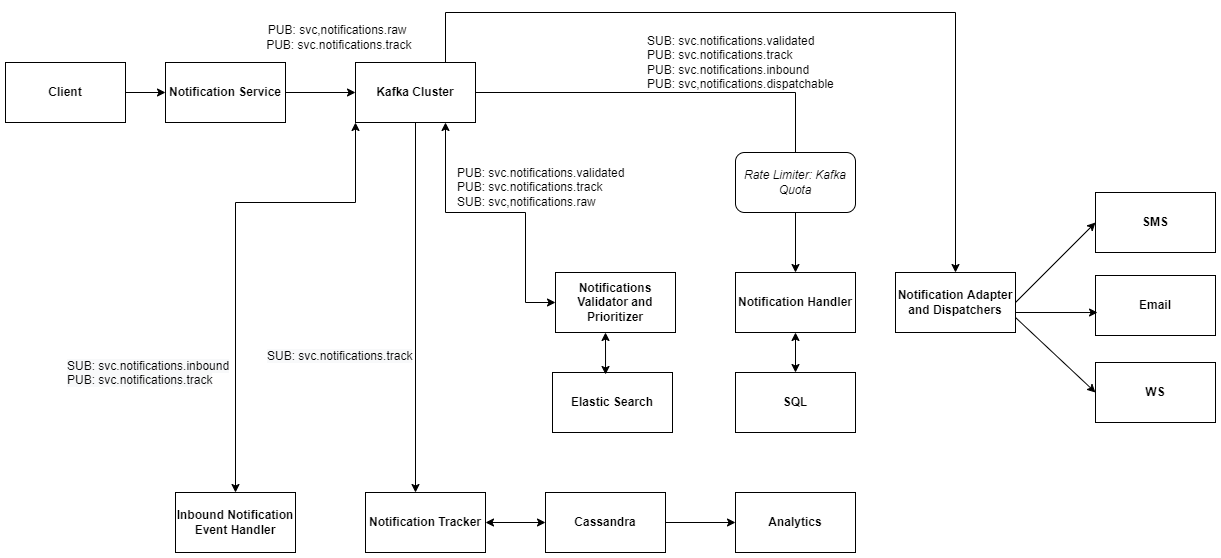 PUB: svc,notifications.raw
PUB: svc.notifications.track
SUB: svc.notifications.validated
PUB: svc.notifications.track
PUB: svc.notifications.inbound
PUB: svc,notifications.dispatchable
Client
Notification Service
Kafka Cluster
PUB: svc.notifications.validated
PUB: svc.notifications.track
SUB: svc,notifications.raw
Rate Limiter: Kafka
Quota
SMS
Notifications
Validator and
Prioritizer
Notification Handler
Notification Adapter
and Dispatchers
Email
SUB: svc.notifications.inbound
PUB: svc.notifications.track
SUB: svc.notifications.track
Elastic Search
SQL
WS
Inbound Notification
Event Handler
Notification Tracker
Cassandra
Analytics